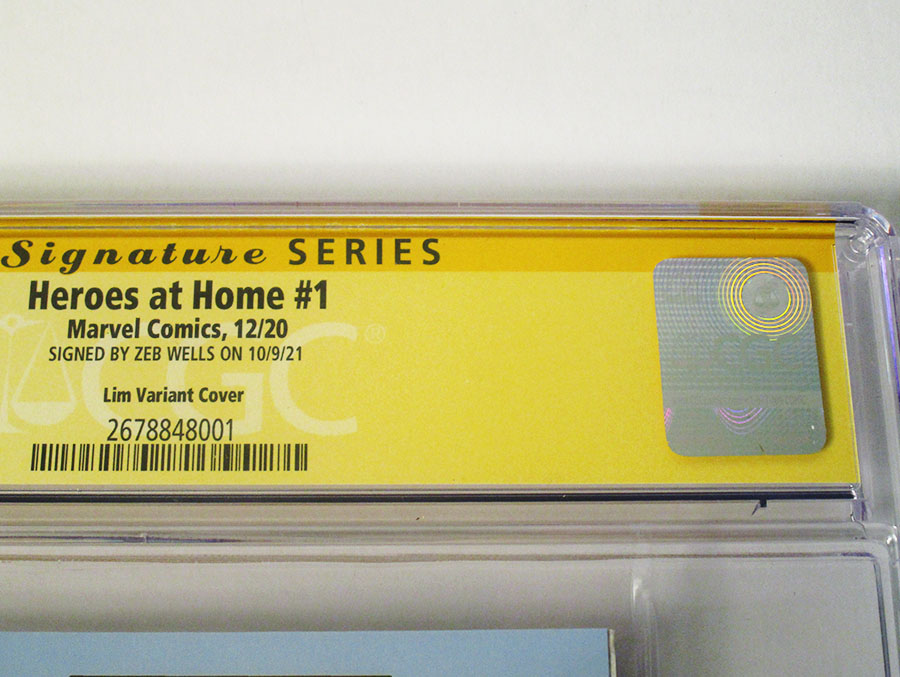 Signature SERIES
Heroes at Home #1
Marvel Comics, 12/20
SIGNED BY ZEB WELLS ON 10/9/21
CGC®
Lim Variant Cover
2678848001